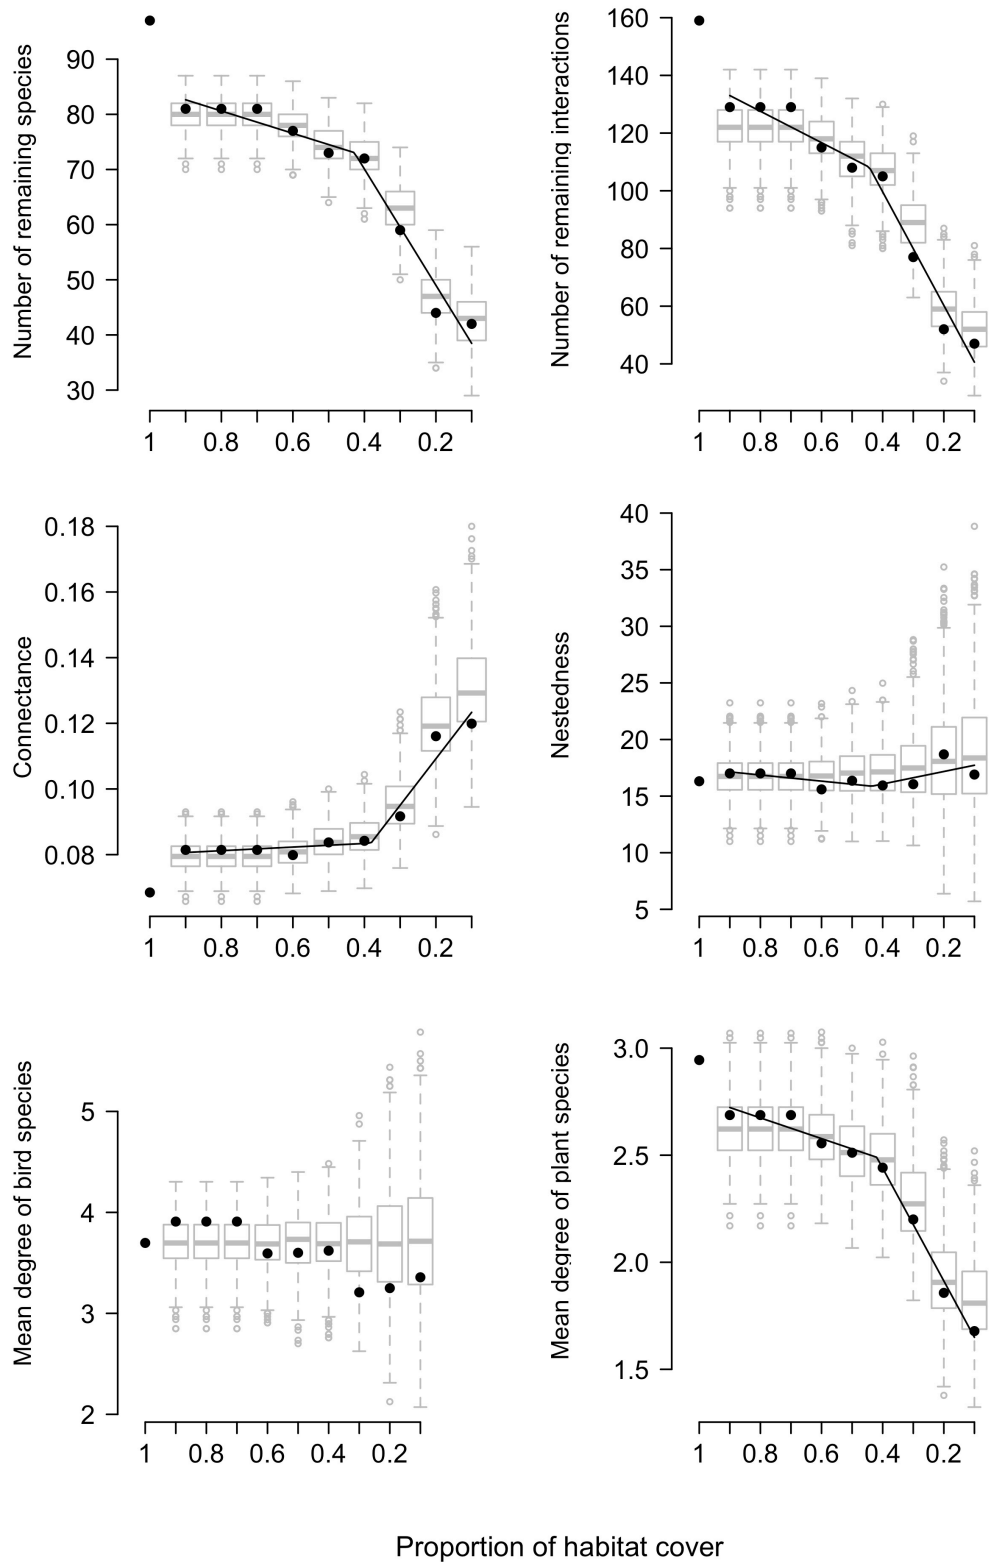 Number of remaining species
90
80
70
60
50
40
30
1 0.8 0.6 0.4 0.2
Number of remaining interactions
160
140
120
100
80
60
40
1 0.8 0.6 0.4 0.2
Connectance
0.18
0.16
0.14
0.12
0.10
0.08
1 0.8 0.6 0.4 0.2
Nestedness
40
35
30
25
20
15
10
5
1 0.8 0.6 0.4 0.2
Mean degree of bird species
5
4
3
2
1 0.8 0.6 0.4 0.2
Mean degree of plant species
3.0
2.5
2.0
1.5
1 0.8 0.6 0.4 0.2
Proportion of habitat cover